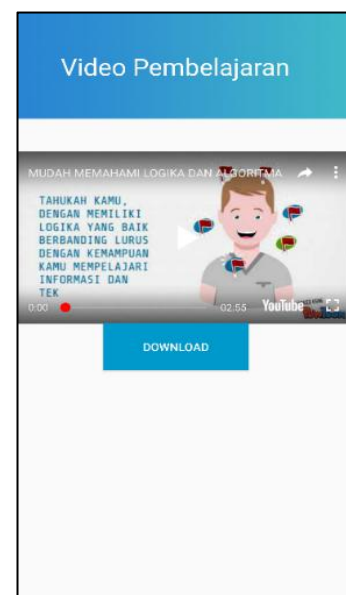 Video Pembelajaran
MUDAH MEMAHAMI LOGIKA DAN ALGORITMA
TAHUKAH KAMU,
DENGAN MEMILIKI
LOGIKA YANG BAIK
BERBANDING LURUS
DENGAN KEMAMPUAN
KAMU MEMPELAJARI
INFORMASI DAN
TEK
0:00 02:55 YouTube
DOWNLOAD